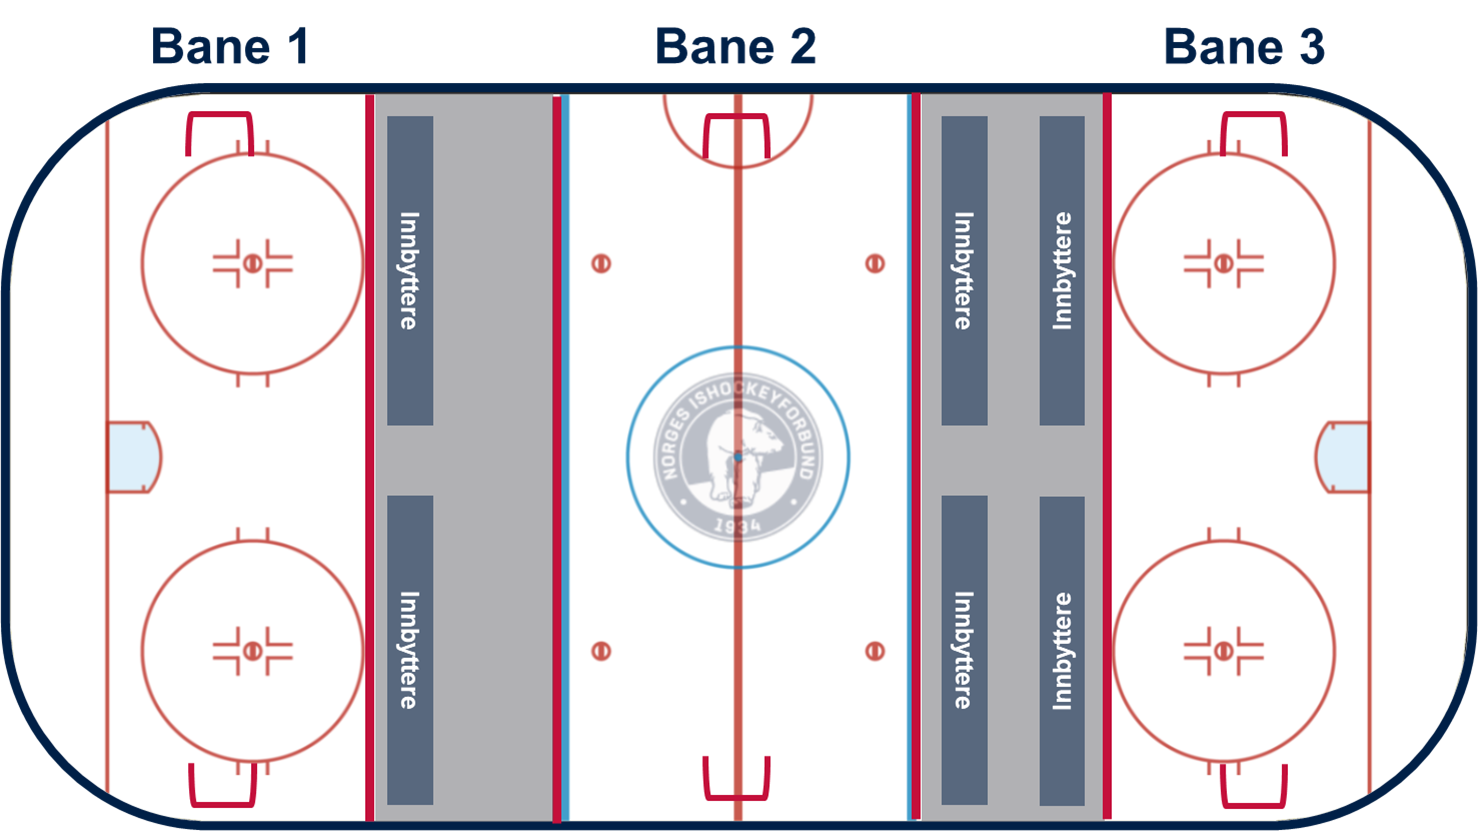 Bane 1
Bane 2
Bane 3
Innbyttere
Innbyttere
Innbyttere
NORGES ISHOCKEYFORBUND
1934
Innbyttere
Innbyttere
Innbyttere